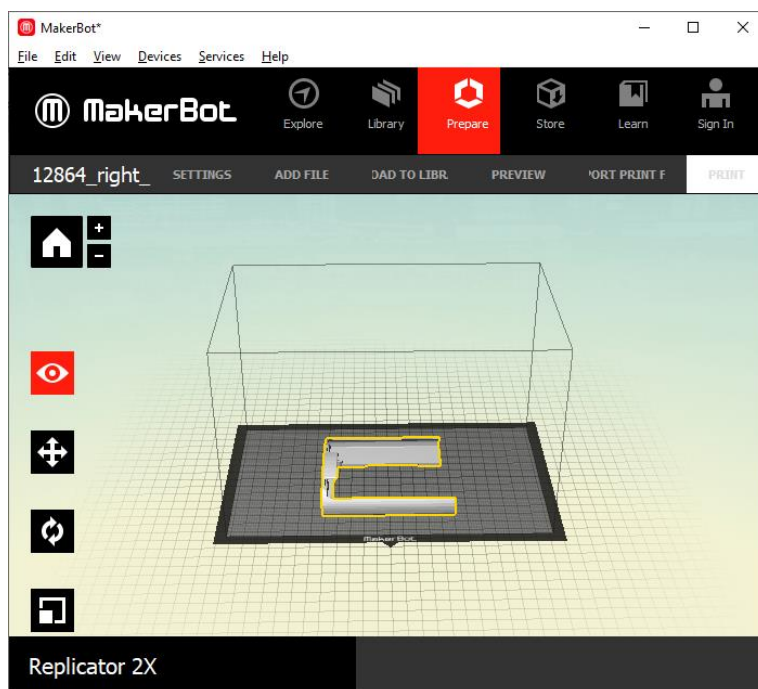 MakerBot*
File Edit View Devices Services Help
MakerBot
Explore Library Prepare Store Learn Sign In
12864_right_ SETTINGS ADD FILE OAD TO LIBR. PREVIEW PORT PRINT F PRINT
MakerBot.
Replicator 2X